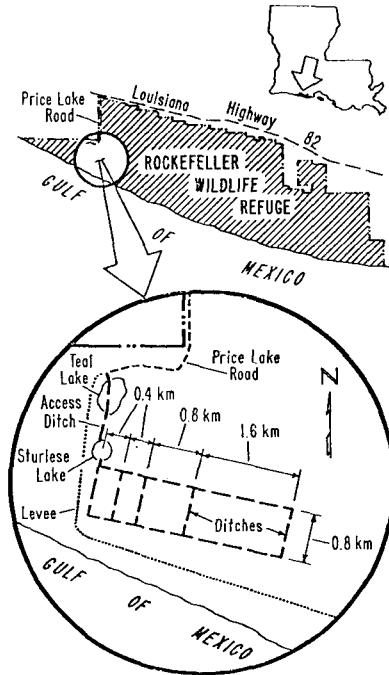 Price Lake
Road
Louisiana Highway 82
ROCKEFELLER
WILDLIFE
REFUGE
GULF OF MEXICO
Teal
Lake
Price Lake
Road
Access
Ditch
0.4 km
0.8 km
1.6 km
N
Sturlese
Lake
Levee
Ditches
0.8 km
GULF OF MEXICO